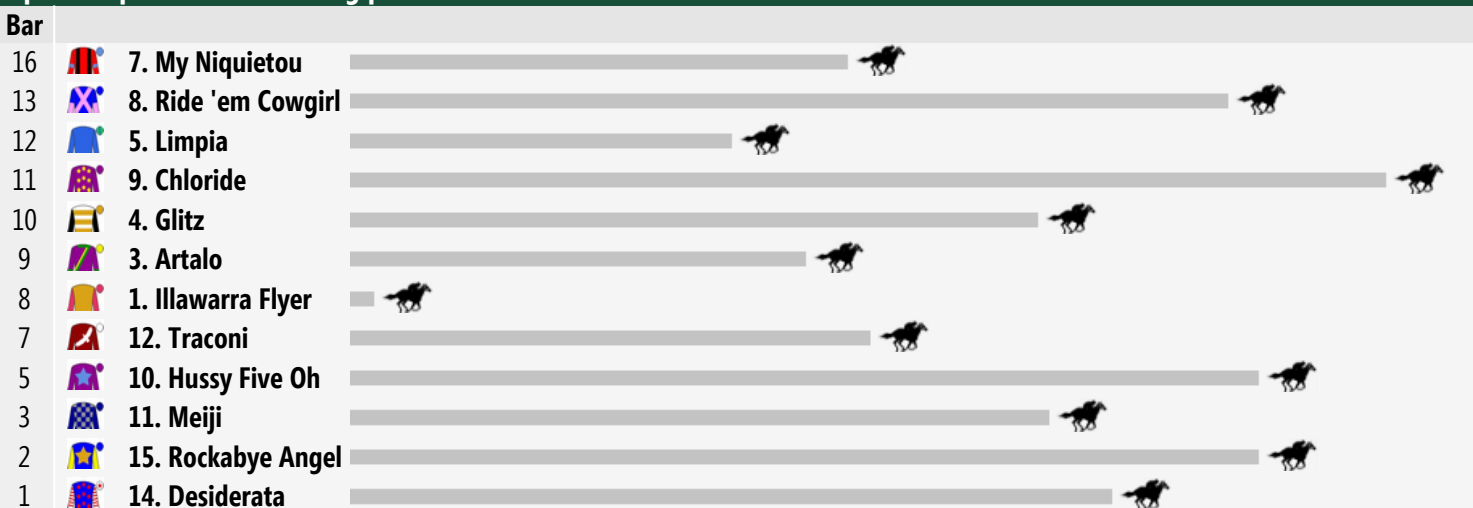 Bar
16 7. My Niquietou
13 8. Ride 'em Cowgirl
12 5. Limpia
11 9. Chloride
10 4. Glitz
9 3. Artalo
8 1. Illawarra Flyer
7 12. Traconi
5 10. Hussy Five Oh
3 11. Meiji
2 15. Rockabye Angel
1 14. Desiderata